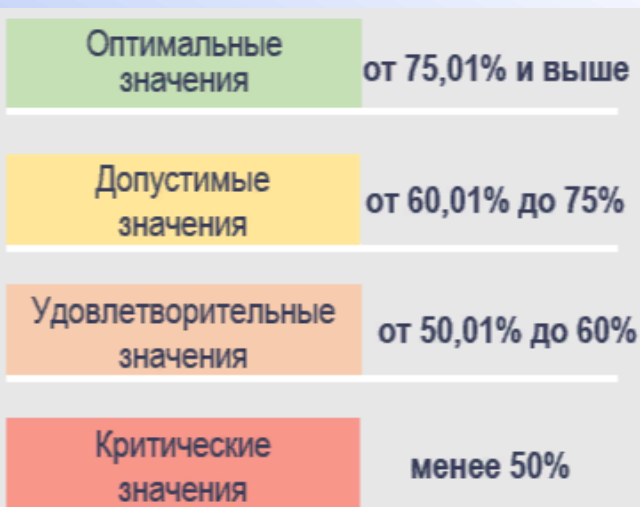 Оптимальные
значения
от 75,01% и выше
Допустимые
значения
от 60,01% до 75%
Удовлетворительные
значения
от 50,01% до 60%
Критические
значения
менее 50%